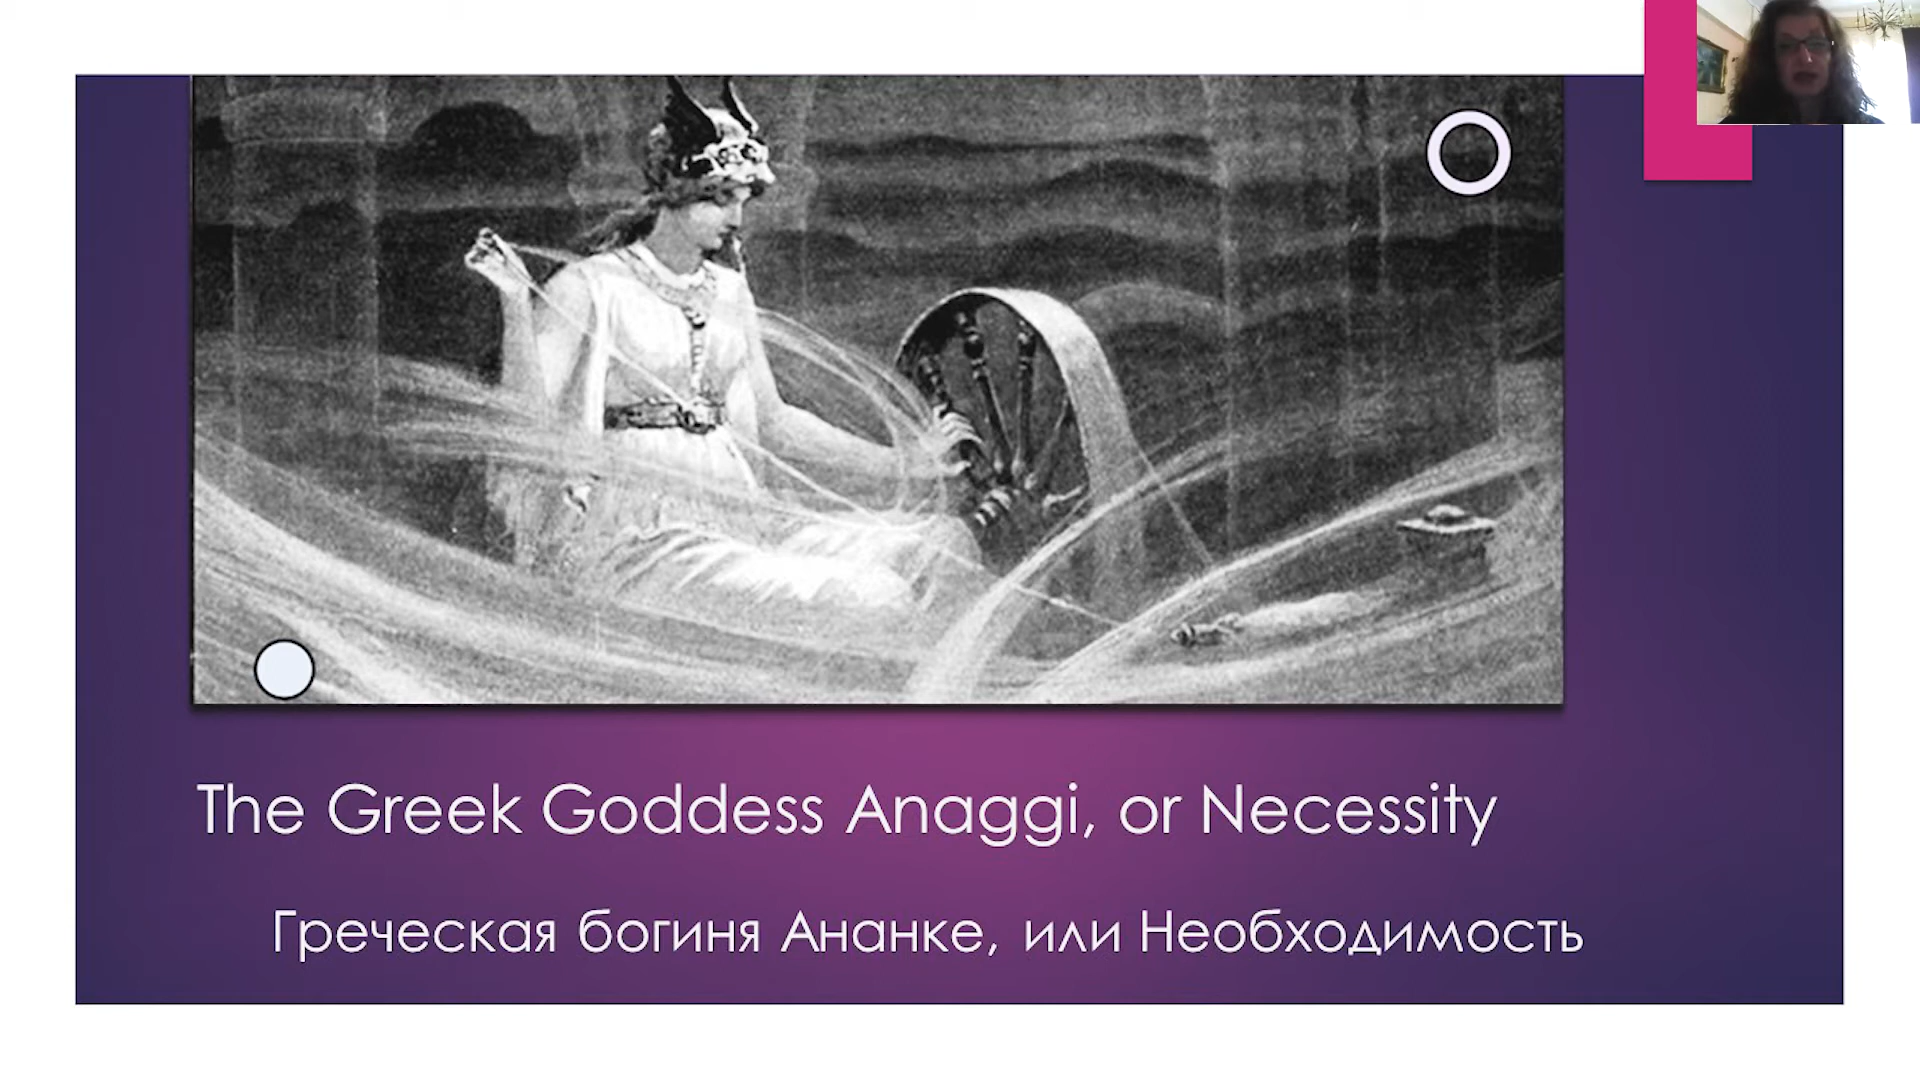 The Greek Goddess Anaggi, or Necessity
Греческая богиня Ананке, или Необходимость